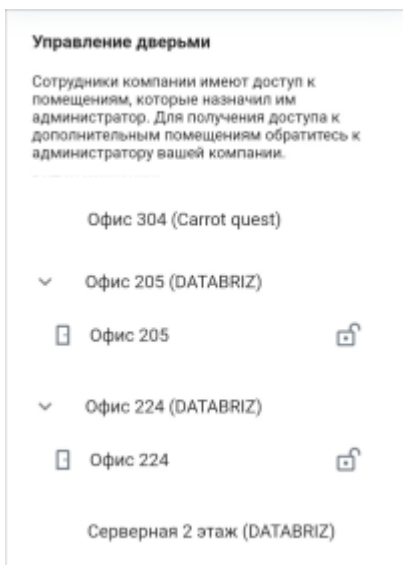 Управление дверьми
Сотрудники компании имеют доступ к
помещениям, которые назначил им
администратор. Для получения доступа к
дополнительным помещениям обратитесь к
администратору вашей компании.
Офис 304 (Carrot quest)
Офис 205 (DATABRIZ)
Офис 205
Офис 224 (DATABRIZ)
Офис 224
Серверная 2 этаж (DATABRIZ)